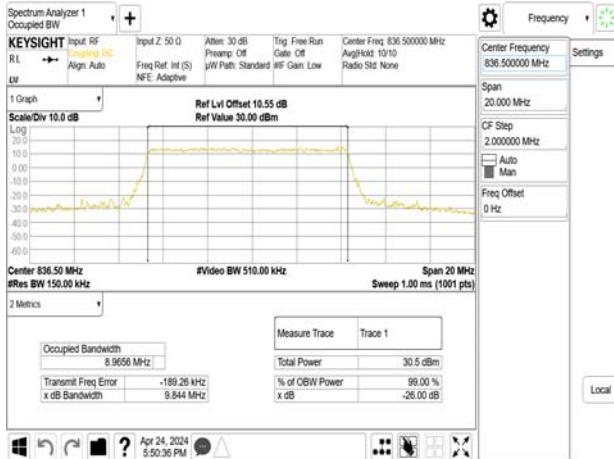 Spectrum Analyzer 1
Occupied BW
Frequency
KEYSIGHT
Input: RF
Coupling: DC
Align: Auto
RL
LXI
Input Z: 50 Ω
Freq Ref: Int (S)
NFE: Adaptive
Atten: 30 dB
Preamp: Off
µW Path: Standard
Trig: Free Run
Gate: Off
#IF Gain: Low
Center Freq: 836.500000 MHz
Avg|Hold: 10/10
Radio Std: None
Center Frequency
836.500000 MHz
Settings
Span
20.000 MHz
CF Step
2.000000 MHz
Auto
Man
Freq Offset
0 Hz
Local
1 Graph
Scale/Div 10.0 dB
Ref Lvl Offset 10.55 dB
Ref Value 30.00 dBm
Log
20.0
10.0
0.00
-10.0
-20.0
-30.0
-40.0
-50.0
-60.0
Center 836.50 MHz
#Video BW 510.00 kHz
Span 20 MHz
#Res BW 150.00 kHz
Sweep 1.00 ms (1001 pts)
2 Metrics
Measure Trace
Trace 1
Occupied Bandwidth
8.9656 MHz
Total Power
30.5 dBm
Transmit Freq Error
-189.26 kHz
% of OBW Power
99.00 %
x dB Bandwidth
9.844 MHz
x dB
-26.00 dB
?
Apr 24, 2024
5:50:36 PM